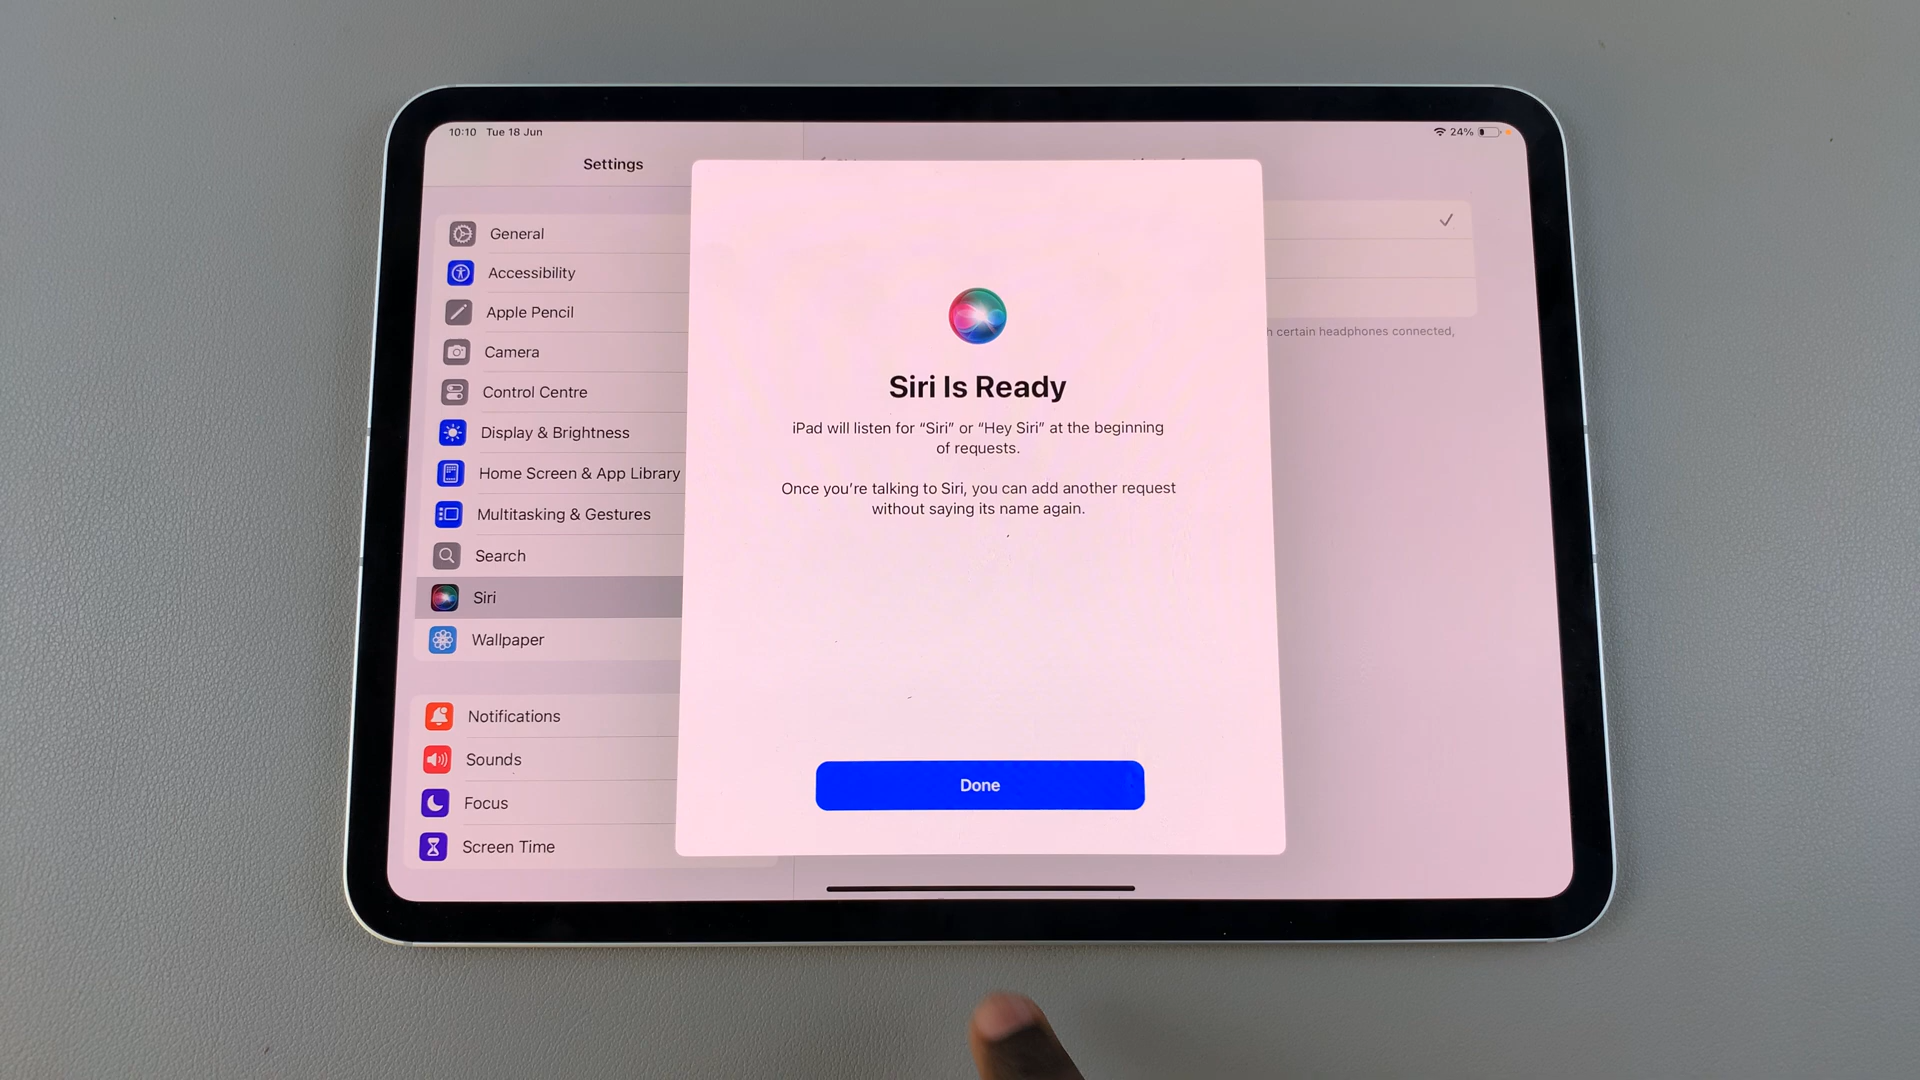 10:10 Tue 18 Jun
24%
Settings
General
Accessibility
Apple Pencil
Camera
Control Centre
Display & Brightness
Home Screen & App Library
Multitasking & Gestures
Search
Siri
Wallpaper
Notifications
Sounds
Focus
Screen Time
certain headphones connected,
Siri Is Ready
iPad will listen for “Siri” or “Hey Siri” at the beginning
of requests.
Once you’re talking to Siri, you can add another request
without saying its name again.
Done